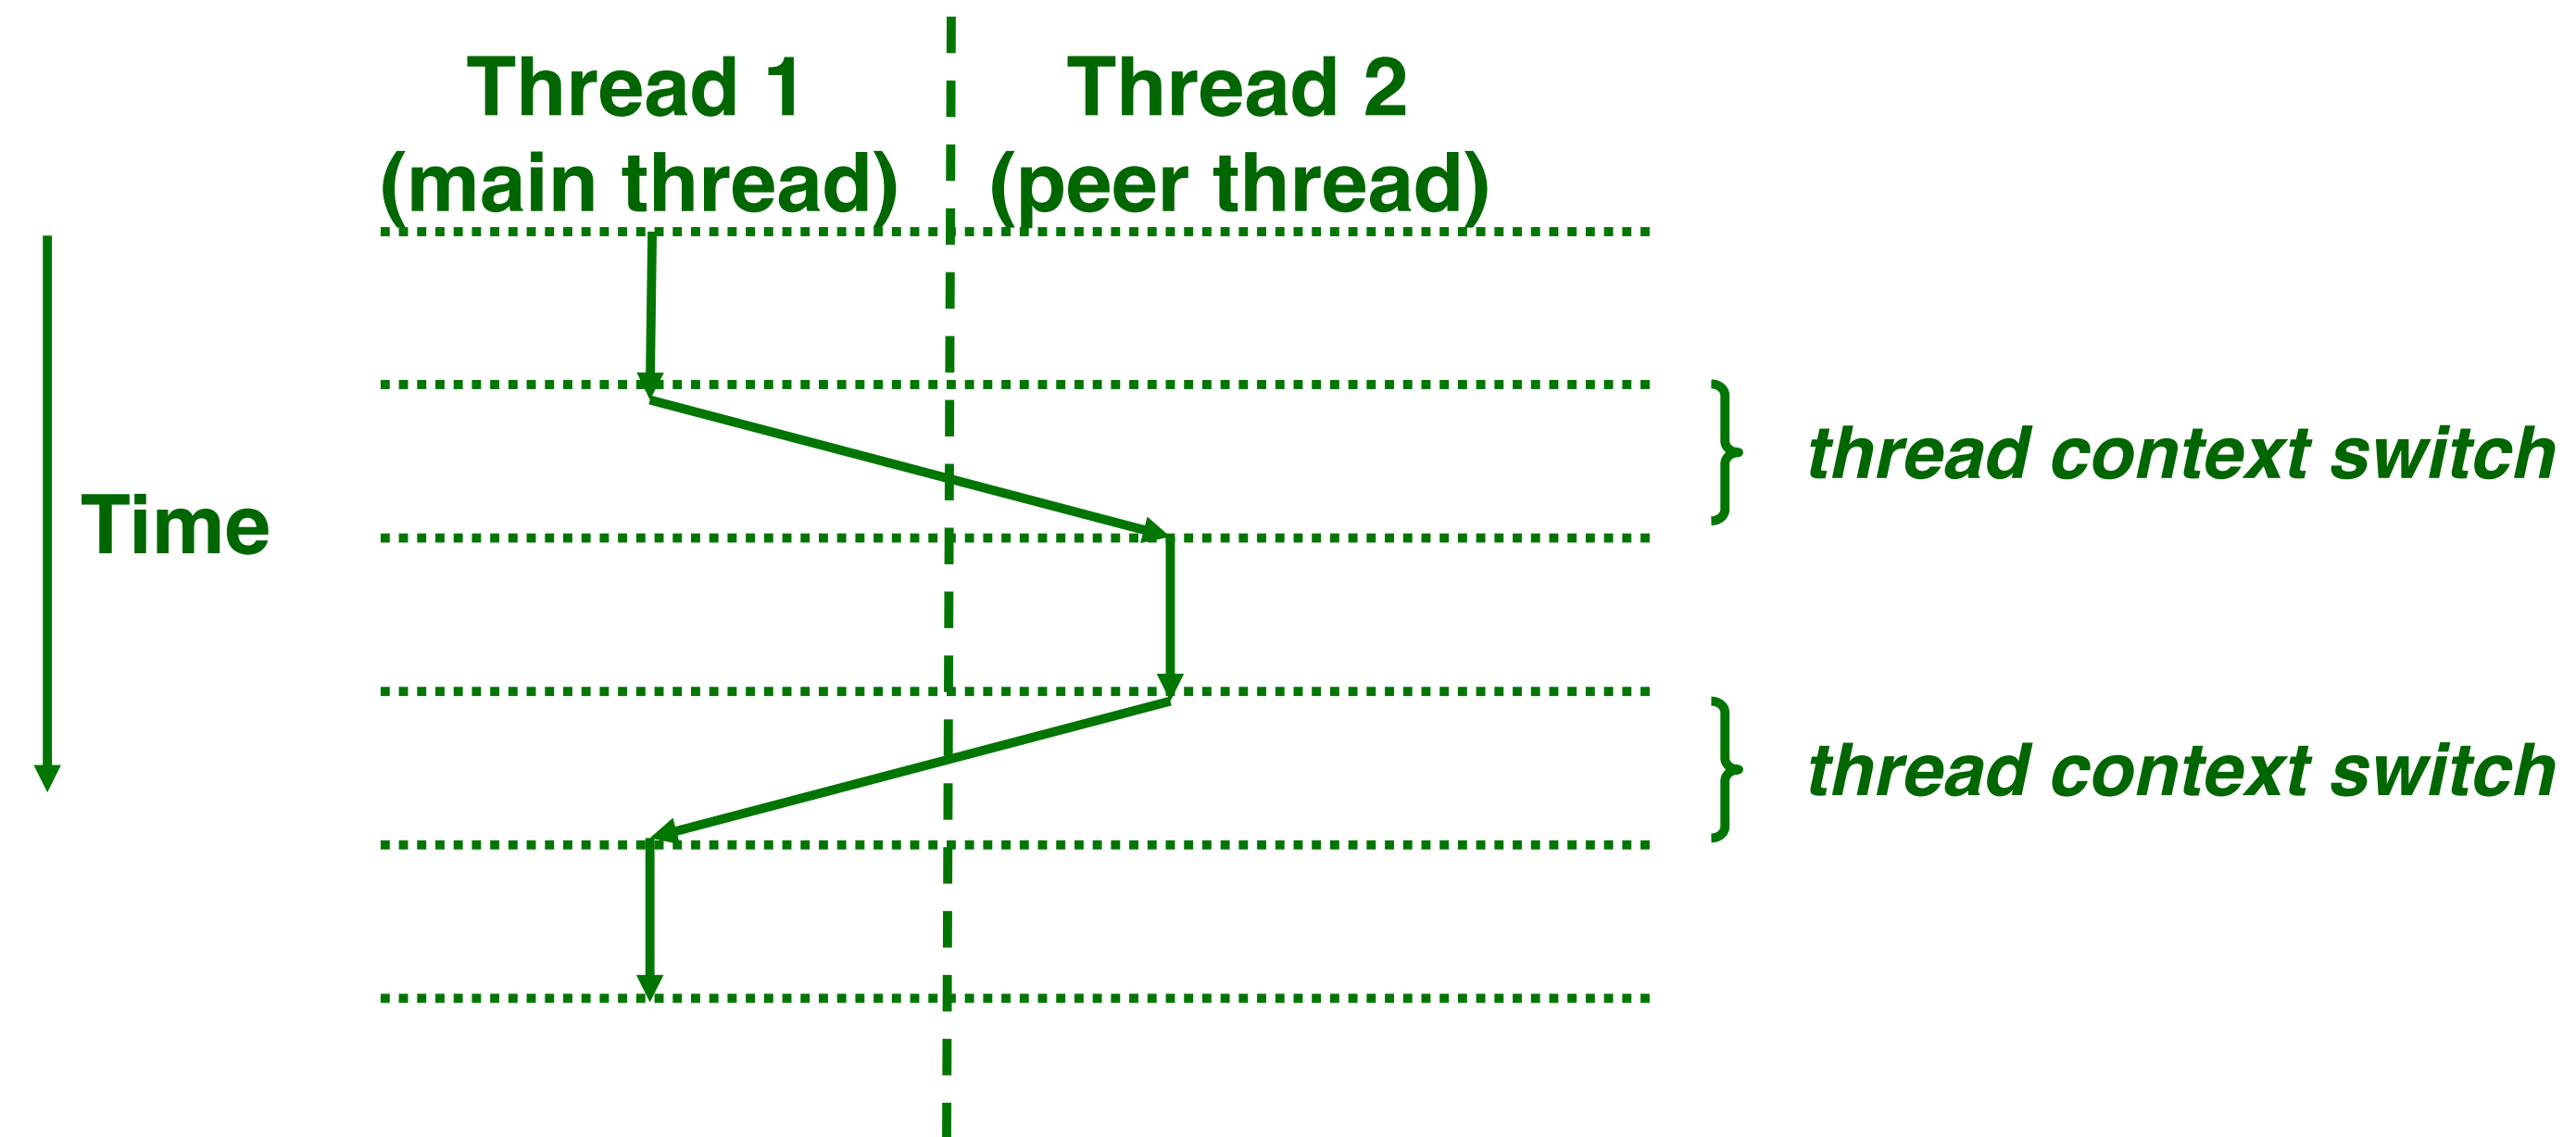 Thread 1
(main thread)
Thread 2
(peer thread)
thread context switch
Time
thread context switch